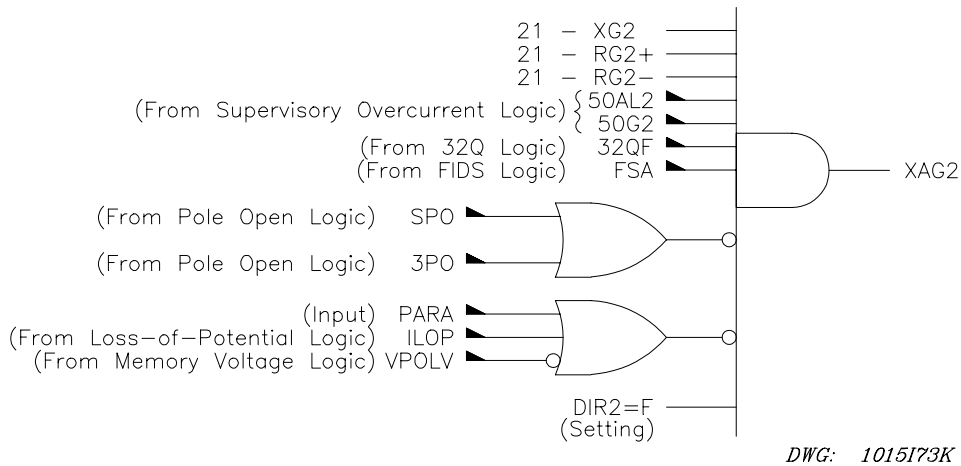 21 - XG2
21 - RG2+
21 - RG2-
(From Supervisory Overcurrent Logic) { 50AL2
{ 50G2
(From 32Q Logic) 32QF
(From FIDS Logic) FSA
XAG2
(From Pole Open Logic) SPO
(From Pole Open Logic) 3PO
(Input) PARA
(From Loss-of-Potential Logic) ILOP
(From Memory Voltage Logic) VPOLV
DIR2=F
(Setting)
DWG: 1015I73K